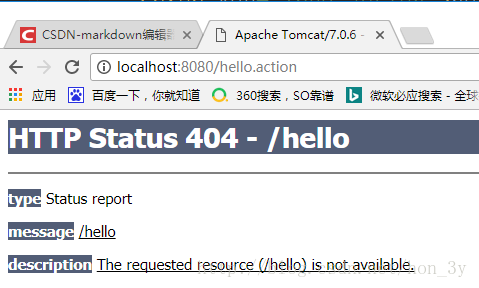 CSDN-markdown编辑器
Apache Tomcat/7.0.6 -
localhost:8080/hello.action
应用 百度一下，你就知道 360搜索，SO靠谱 微软必应搜索 - 全球
HTTP Status 404 - /hello
type Status report
message /hello
description The requested resource (/hello) is not available.